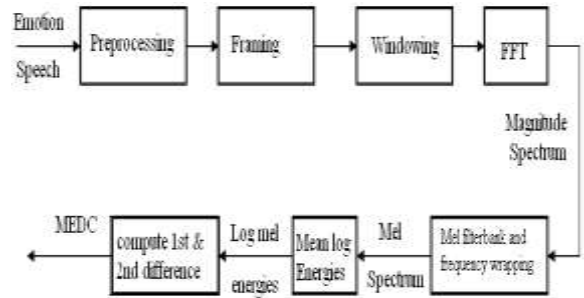 Emotion
Speech
Preprocessing
Framing
Windowing
FFT
Magnitude
Spectrum
Mel filterbank and
frequency wrapping
Mel
Spectrum
Mean log
Energies
Log mel
energies
compute 1st &
2nd difference
MEDC